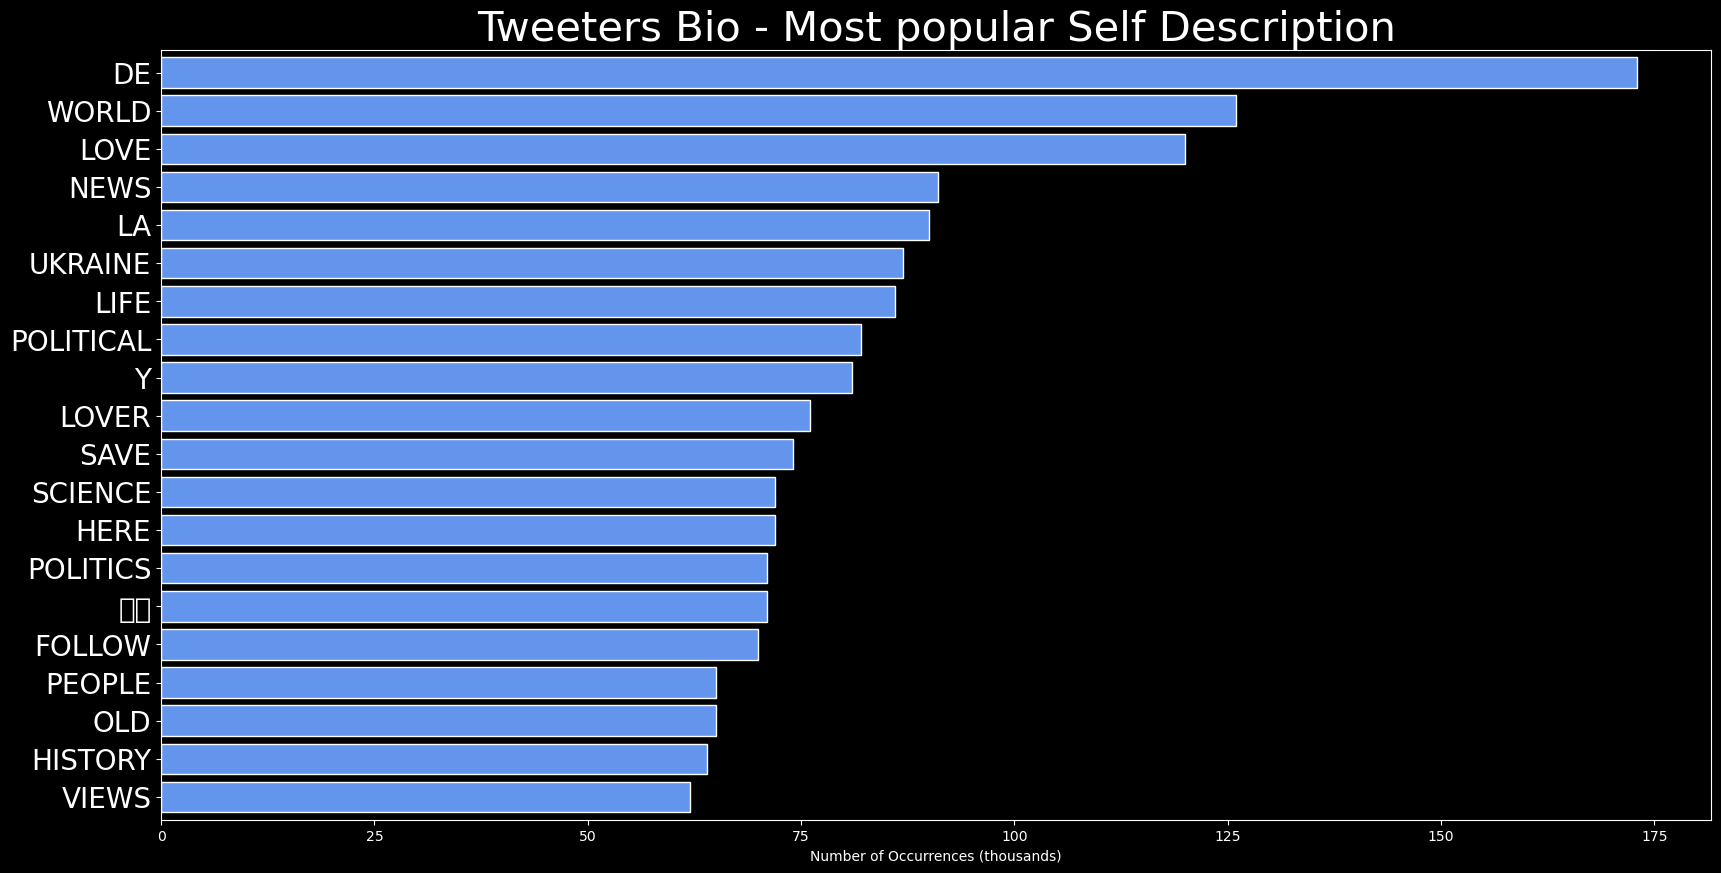 Tweeters Bio - Most popular Self Description
DE
WORLD
LOVE
NEWS
LA
UKRAINE
LIFE
POLITICAL
Y
LOVER
SAVE
SCIENCE
HERE
POLITICS
FOLLOW
PEOPLE
OLD
HISTORY
VIEWS
0 25 50 75 100 125 150 175
Number of Occurrences (thousands)